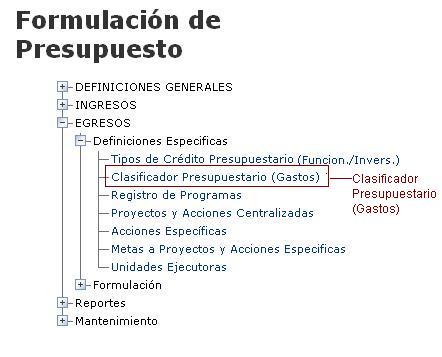 Formulación de
Presupuesto
DEFINICIONES GENERALES
INGRESOS
EGRESOS
Definiciones Especificas
Tipos de Crédito Presupuestario (Funcion./Invers.)
Clasificador Presupuestario (Gastos)
Clasificador
Presupuestario
(Gastos)
Registro de Programas
Proyectos y Acciones Centralizadas
Acciones Específicas
Metas a Proyectos y Acciones Especificas
Unidades Ejecutoras
Formulación
Reportes
Mantenimiento